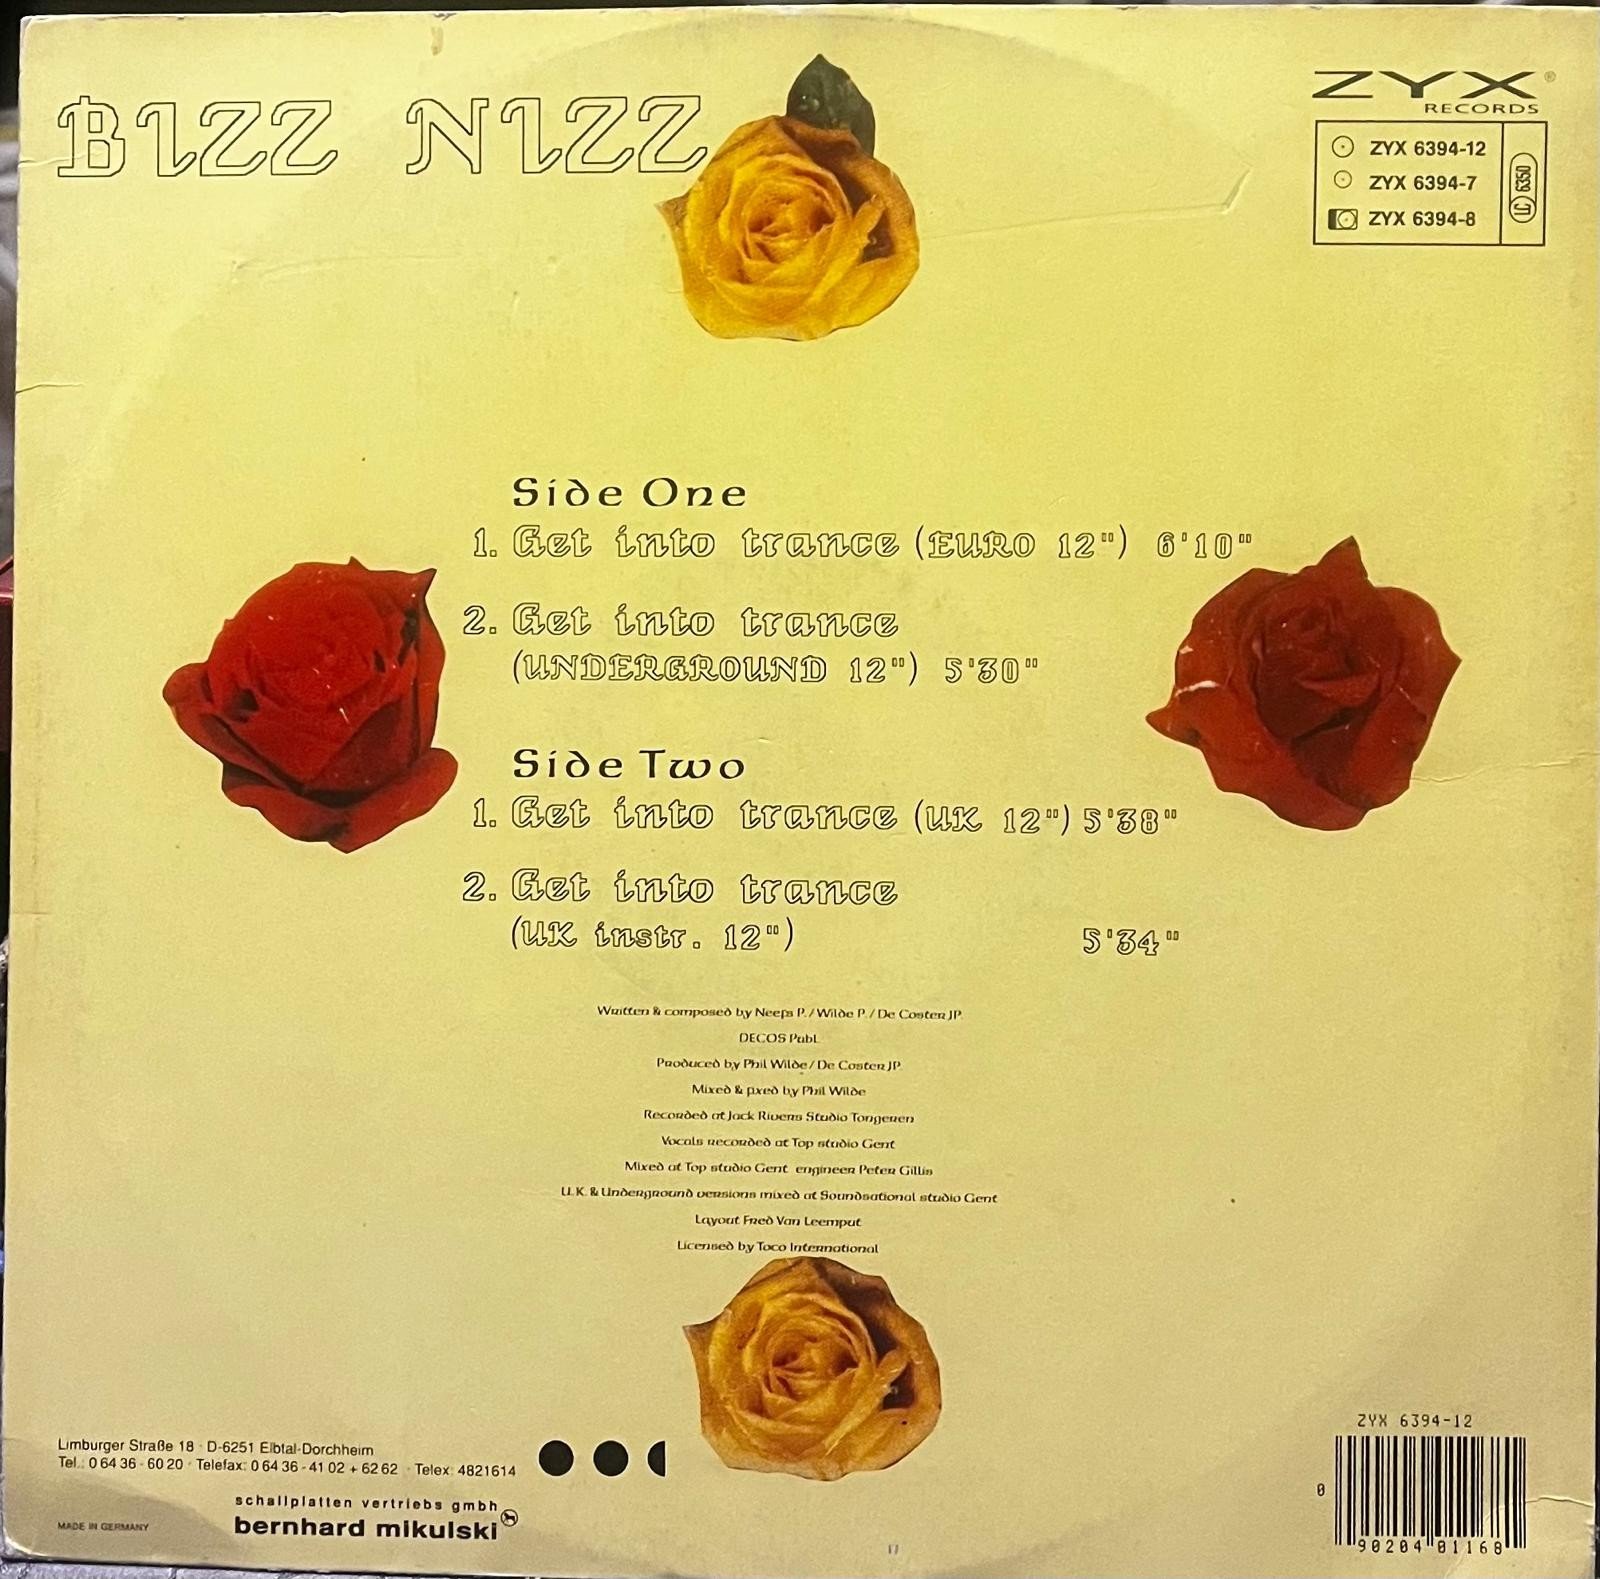 BIZZ NIZZ
ZYX®
RECORDS
ZYX 6394-12
ZYX 6394-7
ZYX 6394-8
LC 6350
Side One
1. Get into trance (EURO 12") 6'10"
2. Get into trance
(UNDERGROUND 12") 5'30"
Side Two
1. Get into trance (UK 12") 5'38"
2. Get into trance
(UK instr. 12") 5'34"
Written & composed by Neefs P. / Wilde P. / De Coster JP.
DECOS Publ.
Produced by Phil Wilde / De Coster JP.
Mixed & pxed by Phil Wilde
Recorded at Jack Rivers Studio Tongeren
Vocals recorded at Top studio Gent
Mixed at Top studio Gent engineer Peter Gillis
U.K. & Underground versions mixed at Soundsational studio Gent
Layout Fred Van Leemput
Licensed by Toco International
Limburger Straße 18 · D-6251 Elbtal-Dorchheim
Tel.: 0 64 36 - 60 20 · Telefax: 0 64 36 - 41 02 + 62 62 · Telex: 4821614
schallplatten vertriebs gmbh
bernhard mikulski
MADE IN GERMANY
ZYX 6394-12
0 90204 01168